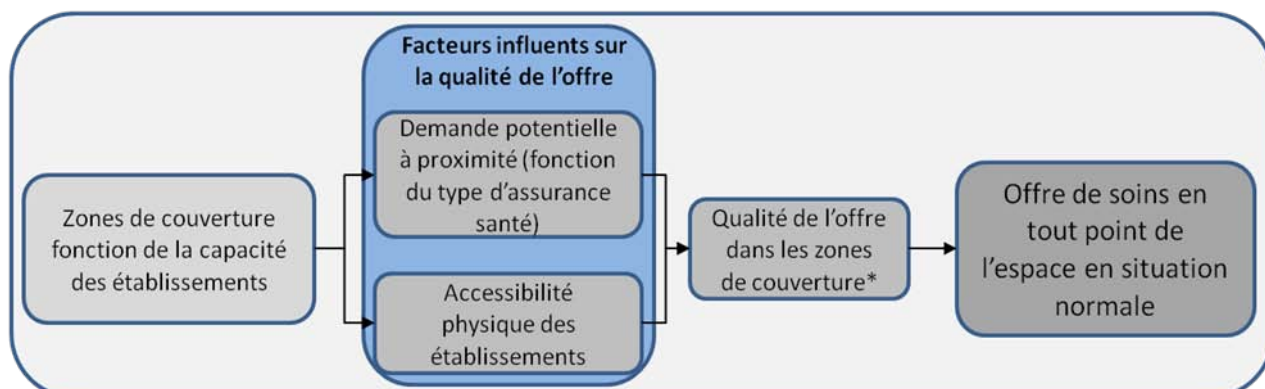 Facteurs influents sur
la qualité de l'offre
Zones de couverture
fonction de la capacité
des établissements
Demande potentielle
à proximité (fonction
du type d'assurance
santé)
Accessibilité
physique des
établissements
Qualité de l'offre
dans les zones
de couverture*
Offre de soins en
tout point de
l'espace en situation
normale